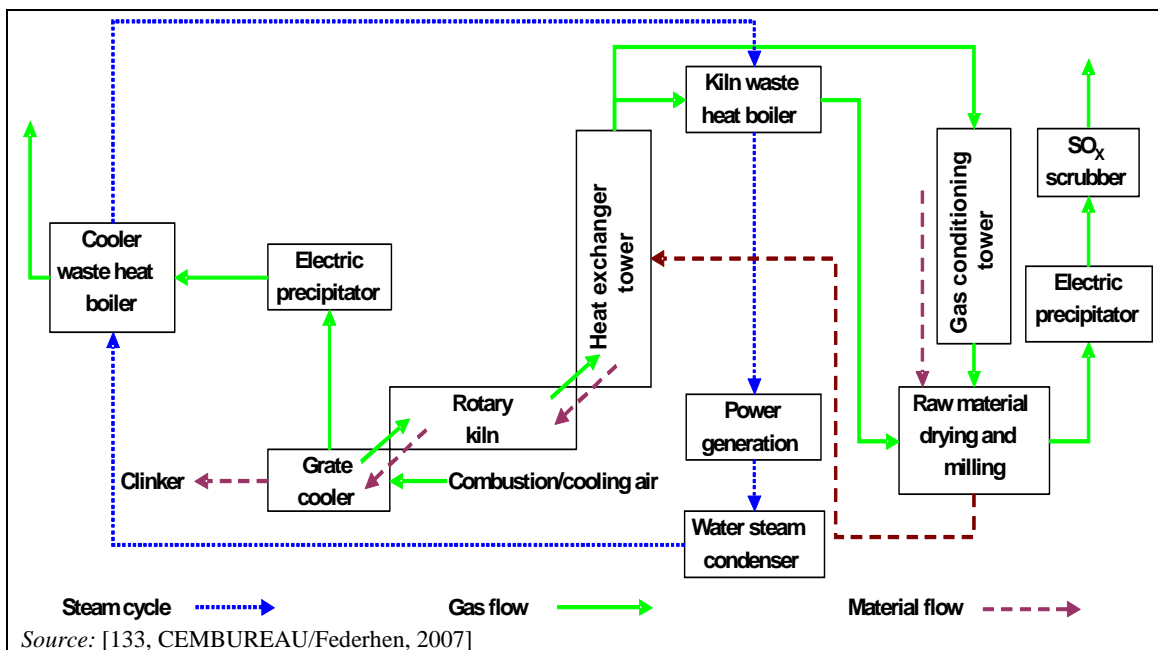 Kiln waste
heat boiler
SOX
scrubber
Cooler
waste heat
boiler
Electric
precipitator
Heat exchanger
tower
Gas conditioning
tower
Electric
precipitator
Rotary
kiln
Power
generation
Raw material
drying and
milling
Clinker
Grate
cooler
Combustion/cooling air
Water steam
condenser
Steam cycle
Gas flow
Material flow
Source: [133, CEMBUREAU/Federhen, 2007]